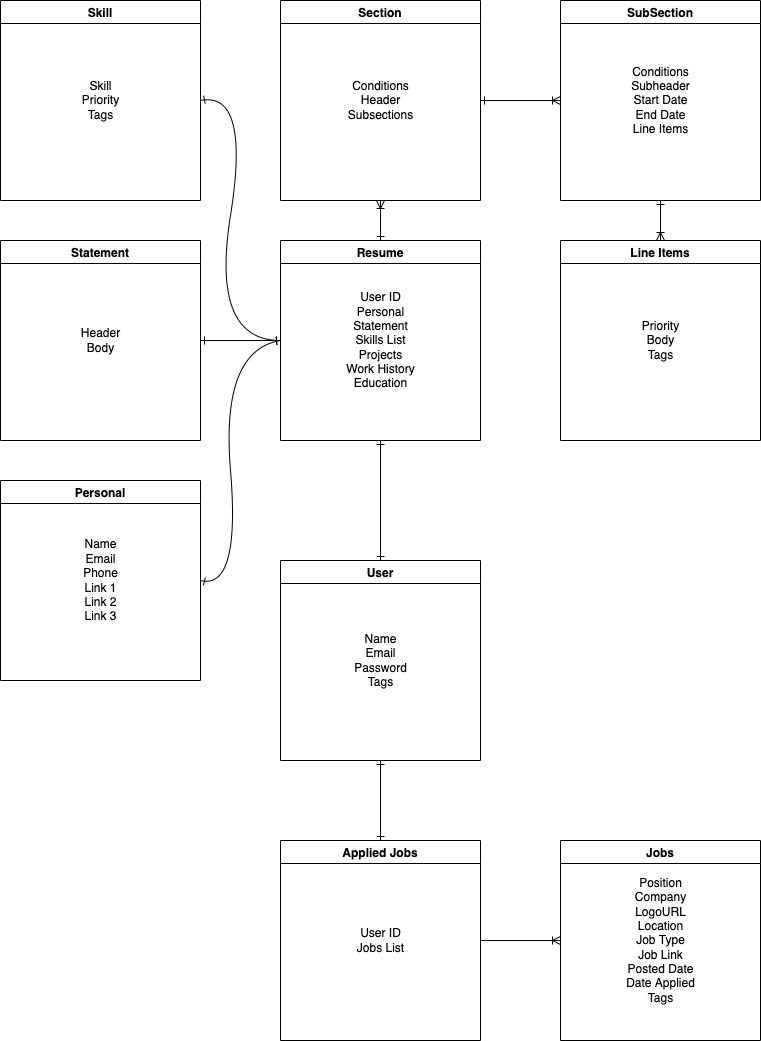 Skill
Skill
Priority
Tags
Section
Conditions
Header
Subsections
SubSection
Conditions
Subheader
Start Date
End Date
Line Items
Statement
Header
Body
Resume
User ID
Personal
Statement
Skills List
Projects
Work History
Education
Line Items
Priority
Body
Tags
Personal
Name
Email
Phone
Link 1
Link 2
Link 3
User
Name
Email
Password
Tags
Applied Jobs
User ID
Jobs List
Jobs
Position
Company
LogoURL
Location
Job Type
Job Link
Posted Date
Date Applied
Tags